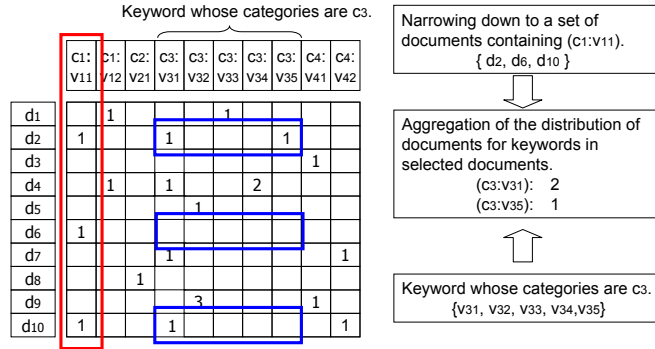 Keyword whose categories are c3.
c1: c1: c2: c3: c3: c3: c3: c3: c4: c4:
v11 v12 v21 v31 v32 v33 v34 v35 v41 v42
d1 1 1
d2 1 1 1
d3 1
d4 1 1 2
d5 1
d6 1
d7 1 1
d8 1
d9 3 1
d10 1 1 1
Narrowing down to a set of
documents containing (c1:v11).
{ d2, d6, d10 }
Aggregation of the distribution of
documents for keywords in
selected documents.
(c3:v31): 2
(c3:v35): 1
Keyword whose categories are c3.
{v31, v32, v33, v34,v35}